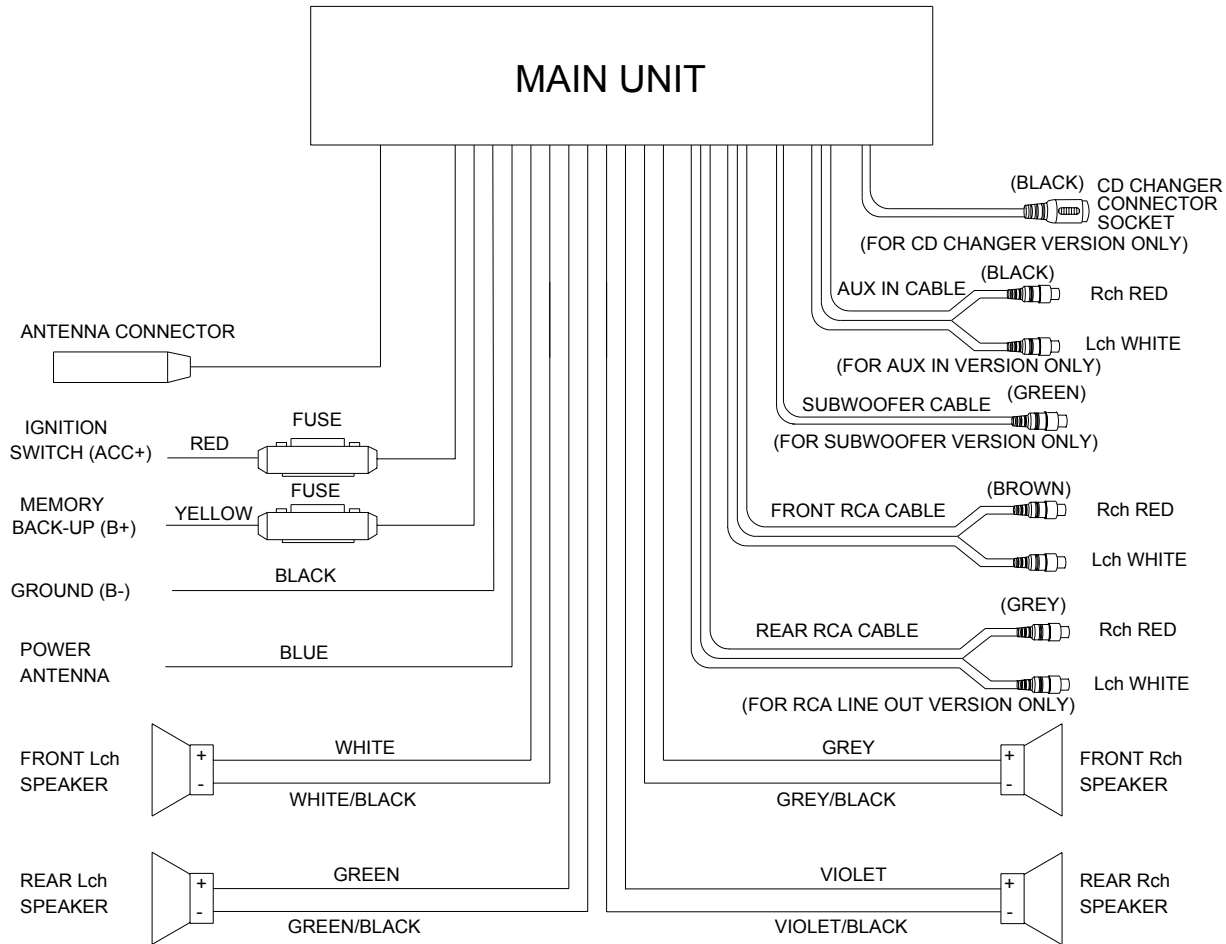 MAIN UNIT
(BLACK)
CD CHANGER
CONNECTOR
SOCKET
(FOR CD CHANGER VERSION ONLY)
AUX IN CABLE
(BLACK)
Rch RED
Lch WHITE
(FOR AUX IN VERSION ONLY)
SUBWOOFER CABLE
(GREEN)
(FOR SUBWOOFER VERSION ONLY)
FRONT RCA CABLE
(BROWN)
Rch RED
Lch WHITE
REAR RCA CABLE
(GREY)
Rch RED
Lch WHITE
(FOR RCA LINE OUT VERSION ONLY)
ANTENNA CONNECTOR
IGNITION
SWITCH (ACC+)
RED
FUSE
MEMORY
BACK-UP (B+)
YELLOW
FUSE
GROUND (B-)
BLACK
POWER
ANTENNA
BLUE
FRONT Lch
SPEAKER
+
-
WHITE
WHITE/BLACK
GREY
GREY/BLACK
+
-
FRONT Rch
SPEAKER
REAR Lch
SPEAKER
+
-
GREEN
GREEN/BLACK
VIOLET
VIOLET/BLACK
+
-
REAR Rch
SPEAKER